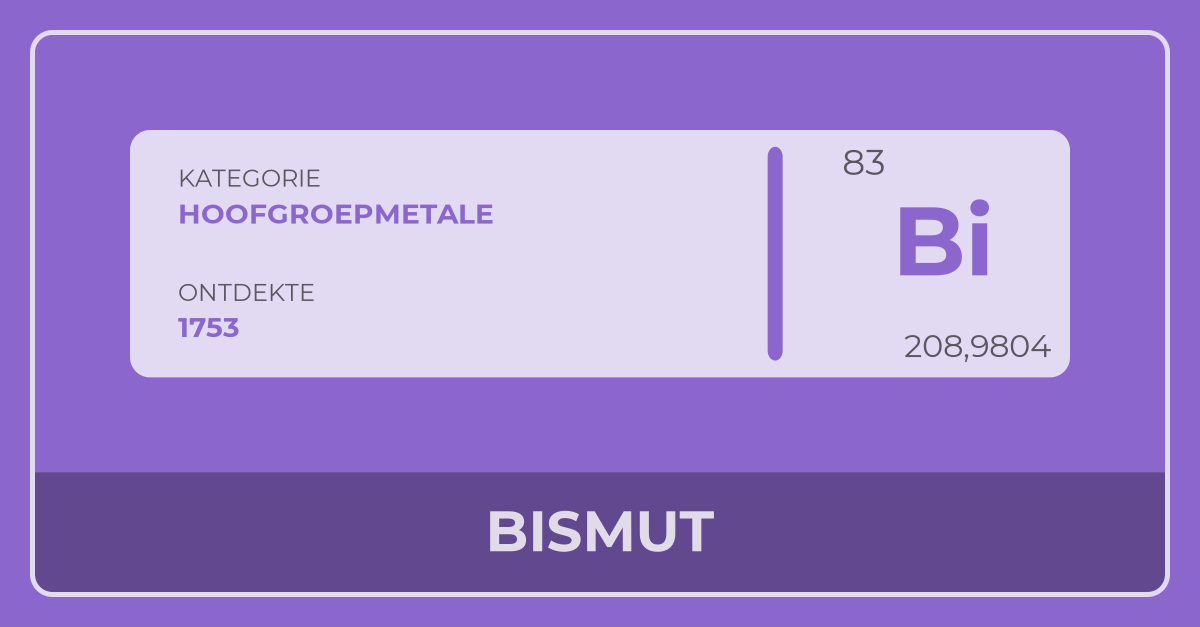 KATEGORIE
HOOFGROEPMETALE
ONTDEKTE
1753
83
Bi
208,9804
BISMUT